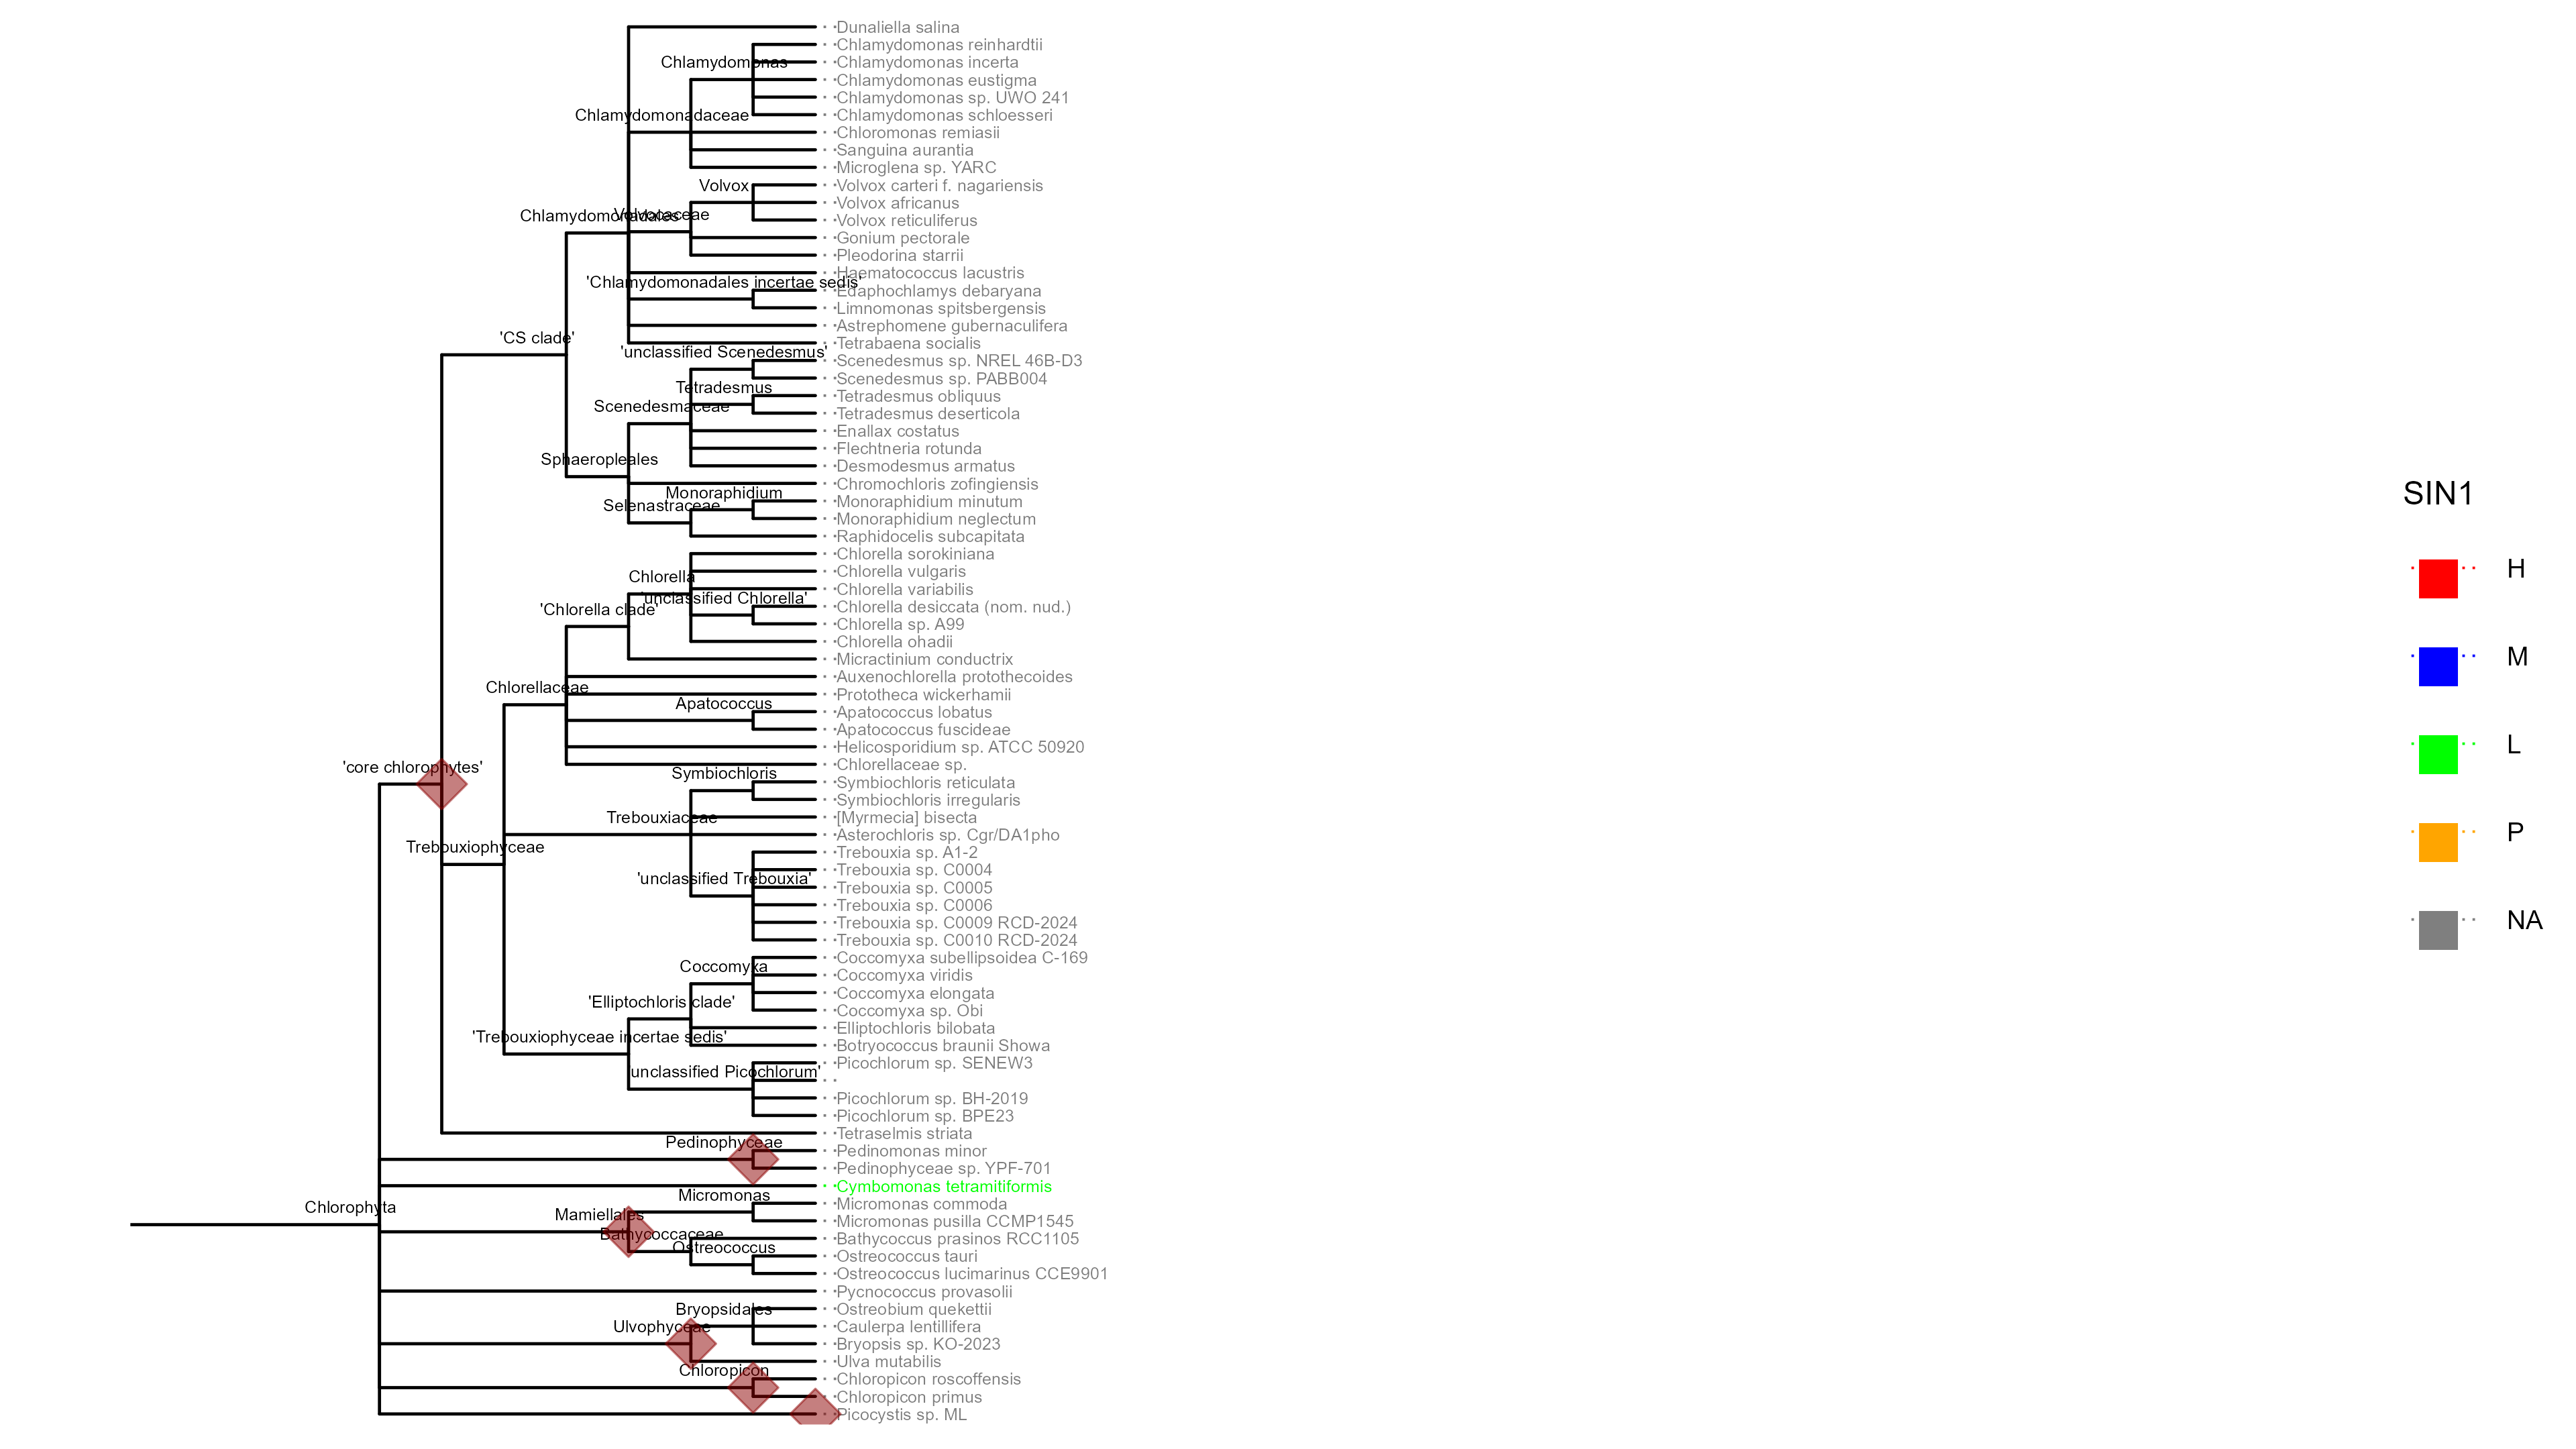 Dunaliella salina
Chlamydomonas reinhardtii
Chlamydomonas
Chlamydomonas incerta
Chlamydomonas eustigma
Chlamydomonas sp. UWO 241
Chlamydomonadaceae
Chlamydomonas schloesseri
Chloromonas remiasii
Sanguina aurantia
Microglena sp. YARC
Volvox
Volvox carteri f. nagariensis
Volvox africanus
Chlamydomonadales
Volvocaceae
Volvox reticuliferus
Gonium pectorale
Pleodorina starrii
Haematococcus lacustris
'Chlamydomonadales incertae sedis'
Edaphochlamys debaryana
Limnomonas spitsbergensis
Astrephomene gubernaculifera
'CS clade'
Tetrabaena socialis
'unclassified Scenedesmus'
Scenedesmus sp. NREL 46B-D3
Scenedesmus sp. PABB004
Tetradesmus
Tetradesmus obliquus
Scenedesmaceae
Tetradesmus deserticola
Enallax costatus
Flechtneria rotunda
Sphaeropleales
Desmodesmus armatus
Chromochloris zofingiensis
Monoraphidium
Monoraphidium minutum
Selenastraceae
Monoraphidium neglectum
Raphidocelis subcapitata
Chlorella sorokiniana
Chlorella
Chlorella vulgaris
Chlorella variabilis
'unclassified Chlorella'
'Chlorella clade'
Chlorella desiccata (nom. nud.)
Chlorella sp. A99
Chlorella ohadii
Micractinium conductrix
Auxenochlorella protothecoides
Chlorellaceae
Prototheca wickerhamii
Apatococcus
Apatococcus lobatus
Apatococcus fuscideae
Helicosporidium sp. ATCC 50920
'core chlorophytes'
Chlorellaceae sp.
Symbiochloris
Symbiochloris reticulata
Symbiochloris irregularis
Trebouxiaceae
[Myrmecia] bisecta
Asterochloris sp. Cgr/DA1pho
Trebouxiophyceae
Trebouxia sp. A1-2
Trebouxia sp. C0004
'unclassified Trebouxia'
Trebouxia sp. C0005
Trebouxia sp. C0006
Trebouxia sp. C0009 RCD-2024
Trebouxia sp. C0010 RCD-2024
Coccomyxa
Coccomyxa subellipsoidea C-169
Coccomyxa viridis
Coccomyxa elongata
'Elliptochloris clade'
Coccomyxa sp. Obi
Elliptochloris bilobata
'Trebouxiophyceae incertae sedis'
Botryococcus braunii Showa
Picochlorum sp. SENEW3
unclassified Picochlorum'
Picochlorum sp. BH-2019
Picochlorum sp. BPE23
Tetraselmis striata
Pedinophyceae
Pedinomonas minor
Pedinophyceae sp. YPF-701
Cymbomonas tetramitiformis
Micromonas
Micromonas commoda
Chlorophyta
Mamiellales
Micromonas pusilla CCMP1545
Bathycoccaceae
Bathycoccus prasinos RCC1105
Ostreococcus
Ostreococcus tauri
Ostreococcus lucimarinus CCE9901
Pycnococcus provasolii
Bryopsidales
Ostreobium quekettii
Ulvophyceae
Caulerpa lentillifera
Bryopsis sp. KO-2023
Ulva mutabilis
Chloropicon
Chloropicon roscoffensis
Chloropicon primus
Picocystis sp. ML
SIN1
H
M
L
P
NA